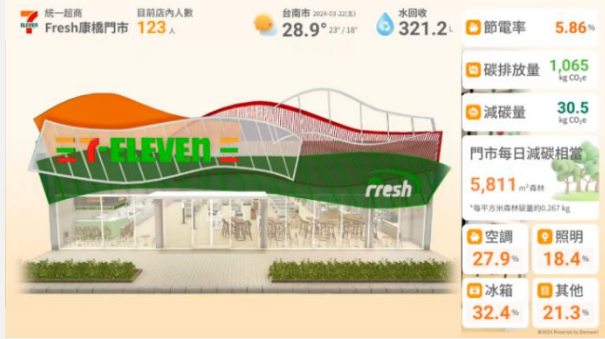 7-ELEVEN
統一超商
Fresh康橋門市
目前店內人數
123 人
台南市 2024-03-22(五)
28.9° 23° / 18°
水回收
321.2 L
7-ELEVEN
fresh
節電率 5.86 %
碳排放量 1,065 kg CO₂e
減碳量 30.5 kg CO₂e
門市每日減碳相當
5,811 m²森林
*每平方米森林碳量約0.267 kg
空調
27.9 %
照明
18.4 %
冰箱
32.4 %
其他
21.3 %